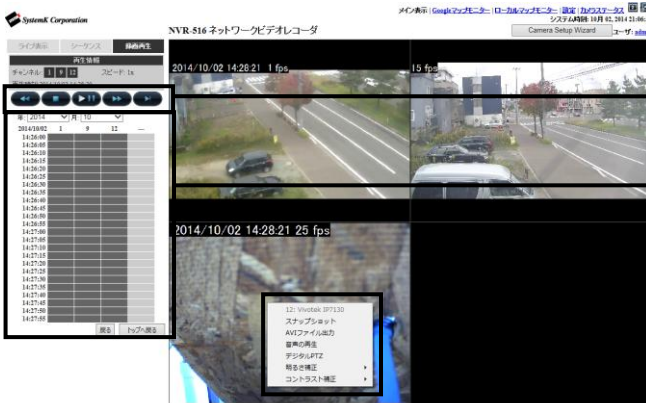 SystemK Corporation
NVR-516 ネットワークビデオレコーダ
メイン表示 | Googleマップモニター | ローカルマップモニター | 設定 | カメラステータス
システム時間: 10月 02, 2014 21:06:
Camera Setup Wizard
ユーザ: adm
ライブ表示 シーケンス 録画再生
再生情報
チャンネル: 1 9 12 スピード: 1x
年: 2014 月 10
2014/10/02 1 9 12 —
14:26:00
14:26:05
14:26:10
14:26:15
14:26:20
14:26:25
14:26:30
14:26:35
14:26:40
14:26:45
14:26:50
14:26:55
14:27:00
14:27:05
14:27:10
14:27:15
14:27:20
14:27:25
14:27:30
14:27:35
14:27:40
14:27:45
14:27:50
14:27:55
戻る トップへ戻る
2014/10/02 14:28:21 1 fps
15 fps
2014/10/02 14:28:21 25 fps
12: Vivotek IP7130
スナップショット
AVIファイル出力
音声の再生
デジタルPTZ
明るさ補正
コントラスト補正